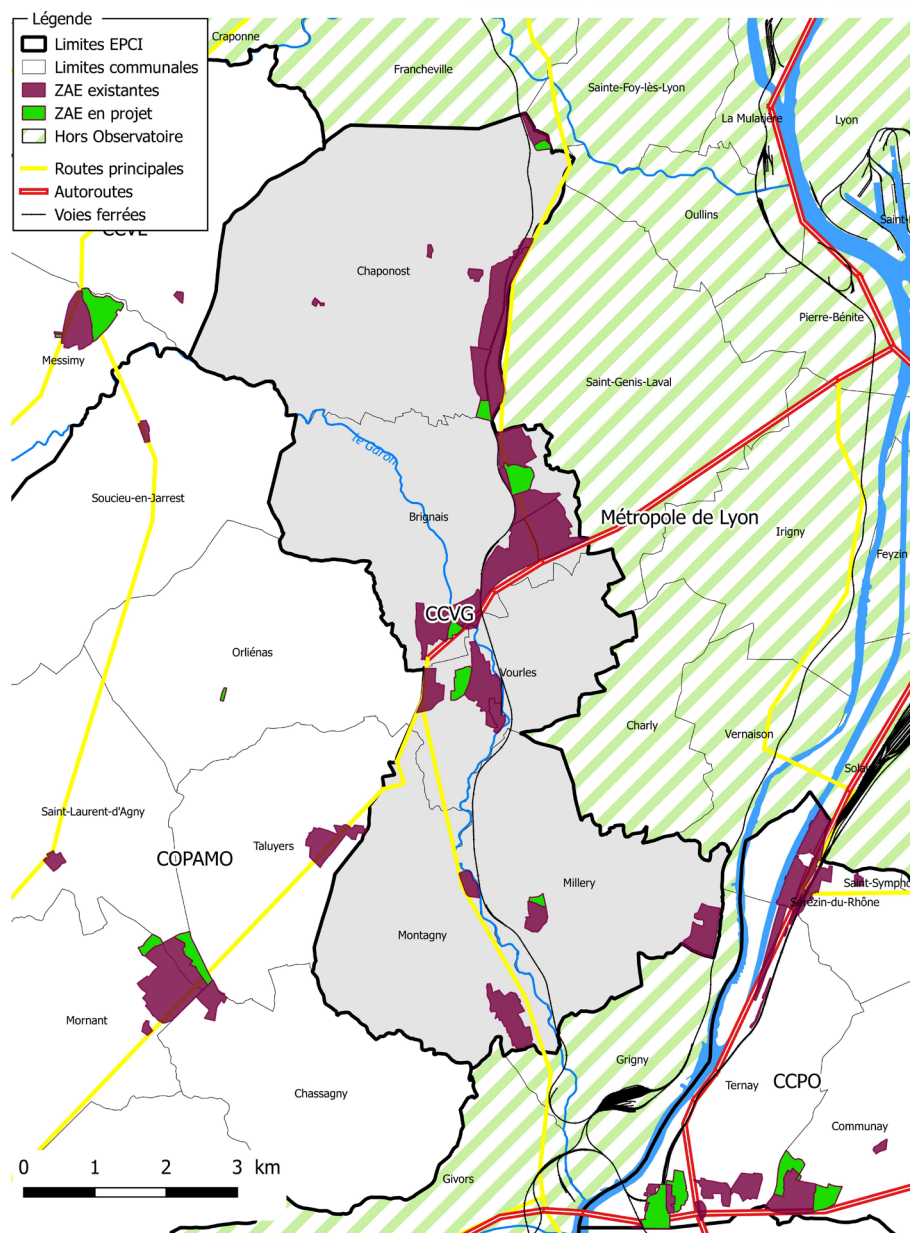 Légende
Limites EPCI
Limites communales
ZAE existantes
ZAE en projet
Hors Observatoire
Routes principales
Autoroutes
Voies ferrées
Craponne
Francheville
Sainte-Foy-lès-Lyon
La Mulatière
Lyon
Oullins
Chaponost
Pierre-Bénite
Messimy
Saint-Genis-Laval
le Garon
Soucieu-en-Jarrest
Brignais
Métropole de Lyon
Irigny
Feyzin
CCVG
Orliénas
Vourles
Charly
Vernaison
Saint-Laurent-d'Agny
Taluyers
COPAMO
Millery
Sérézin-du-Rhône
Montagny
Mornant
Grigny
Ternay
CCPO
Chassagny
Communay
Givors
0 1 2 3 km